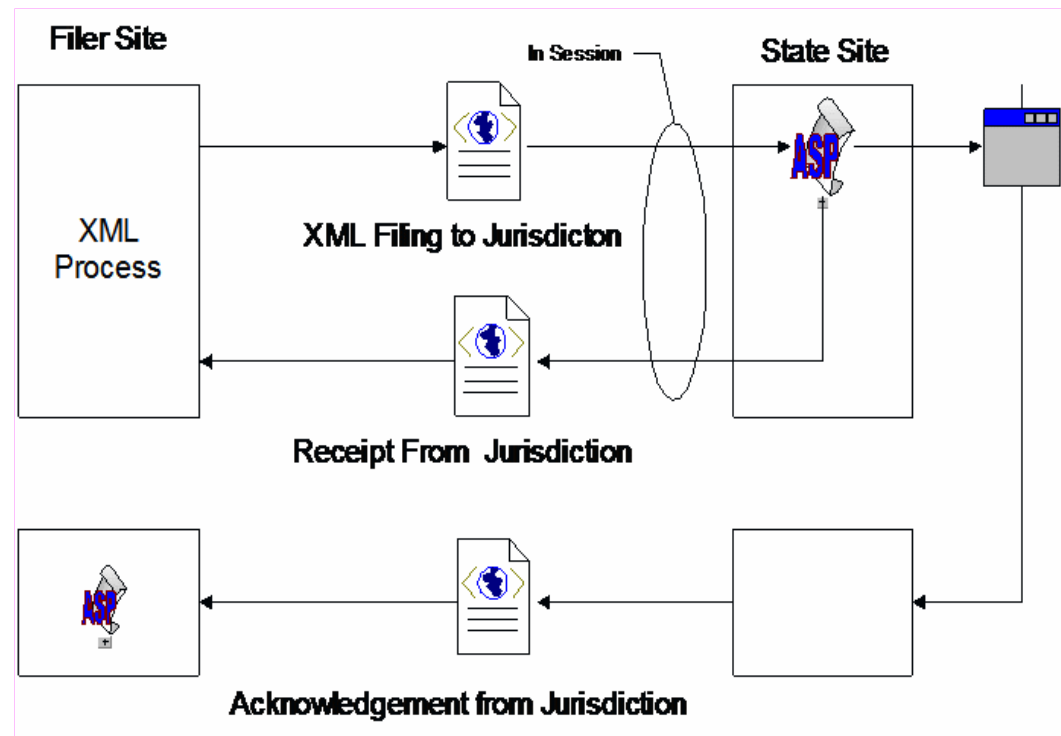 Filer Site
In Session
State Site
ASP
XML
Process
XML Filing to Jurisdicton
Receipt From Jurisdiction
ASP
Acknowledgement from Jurisdiction